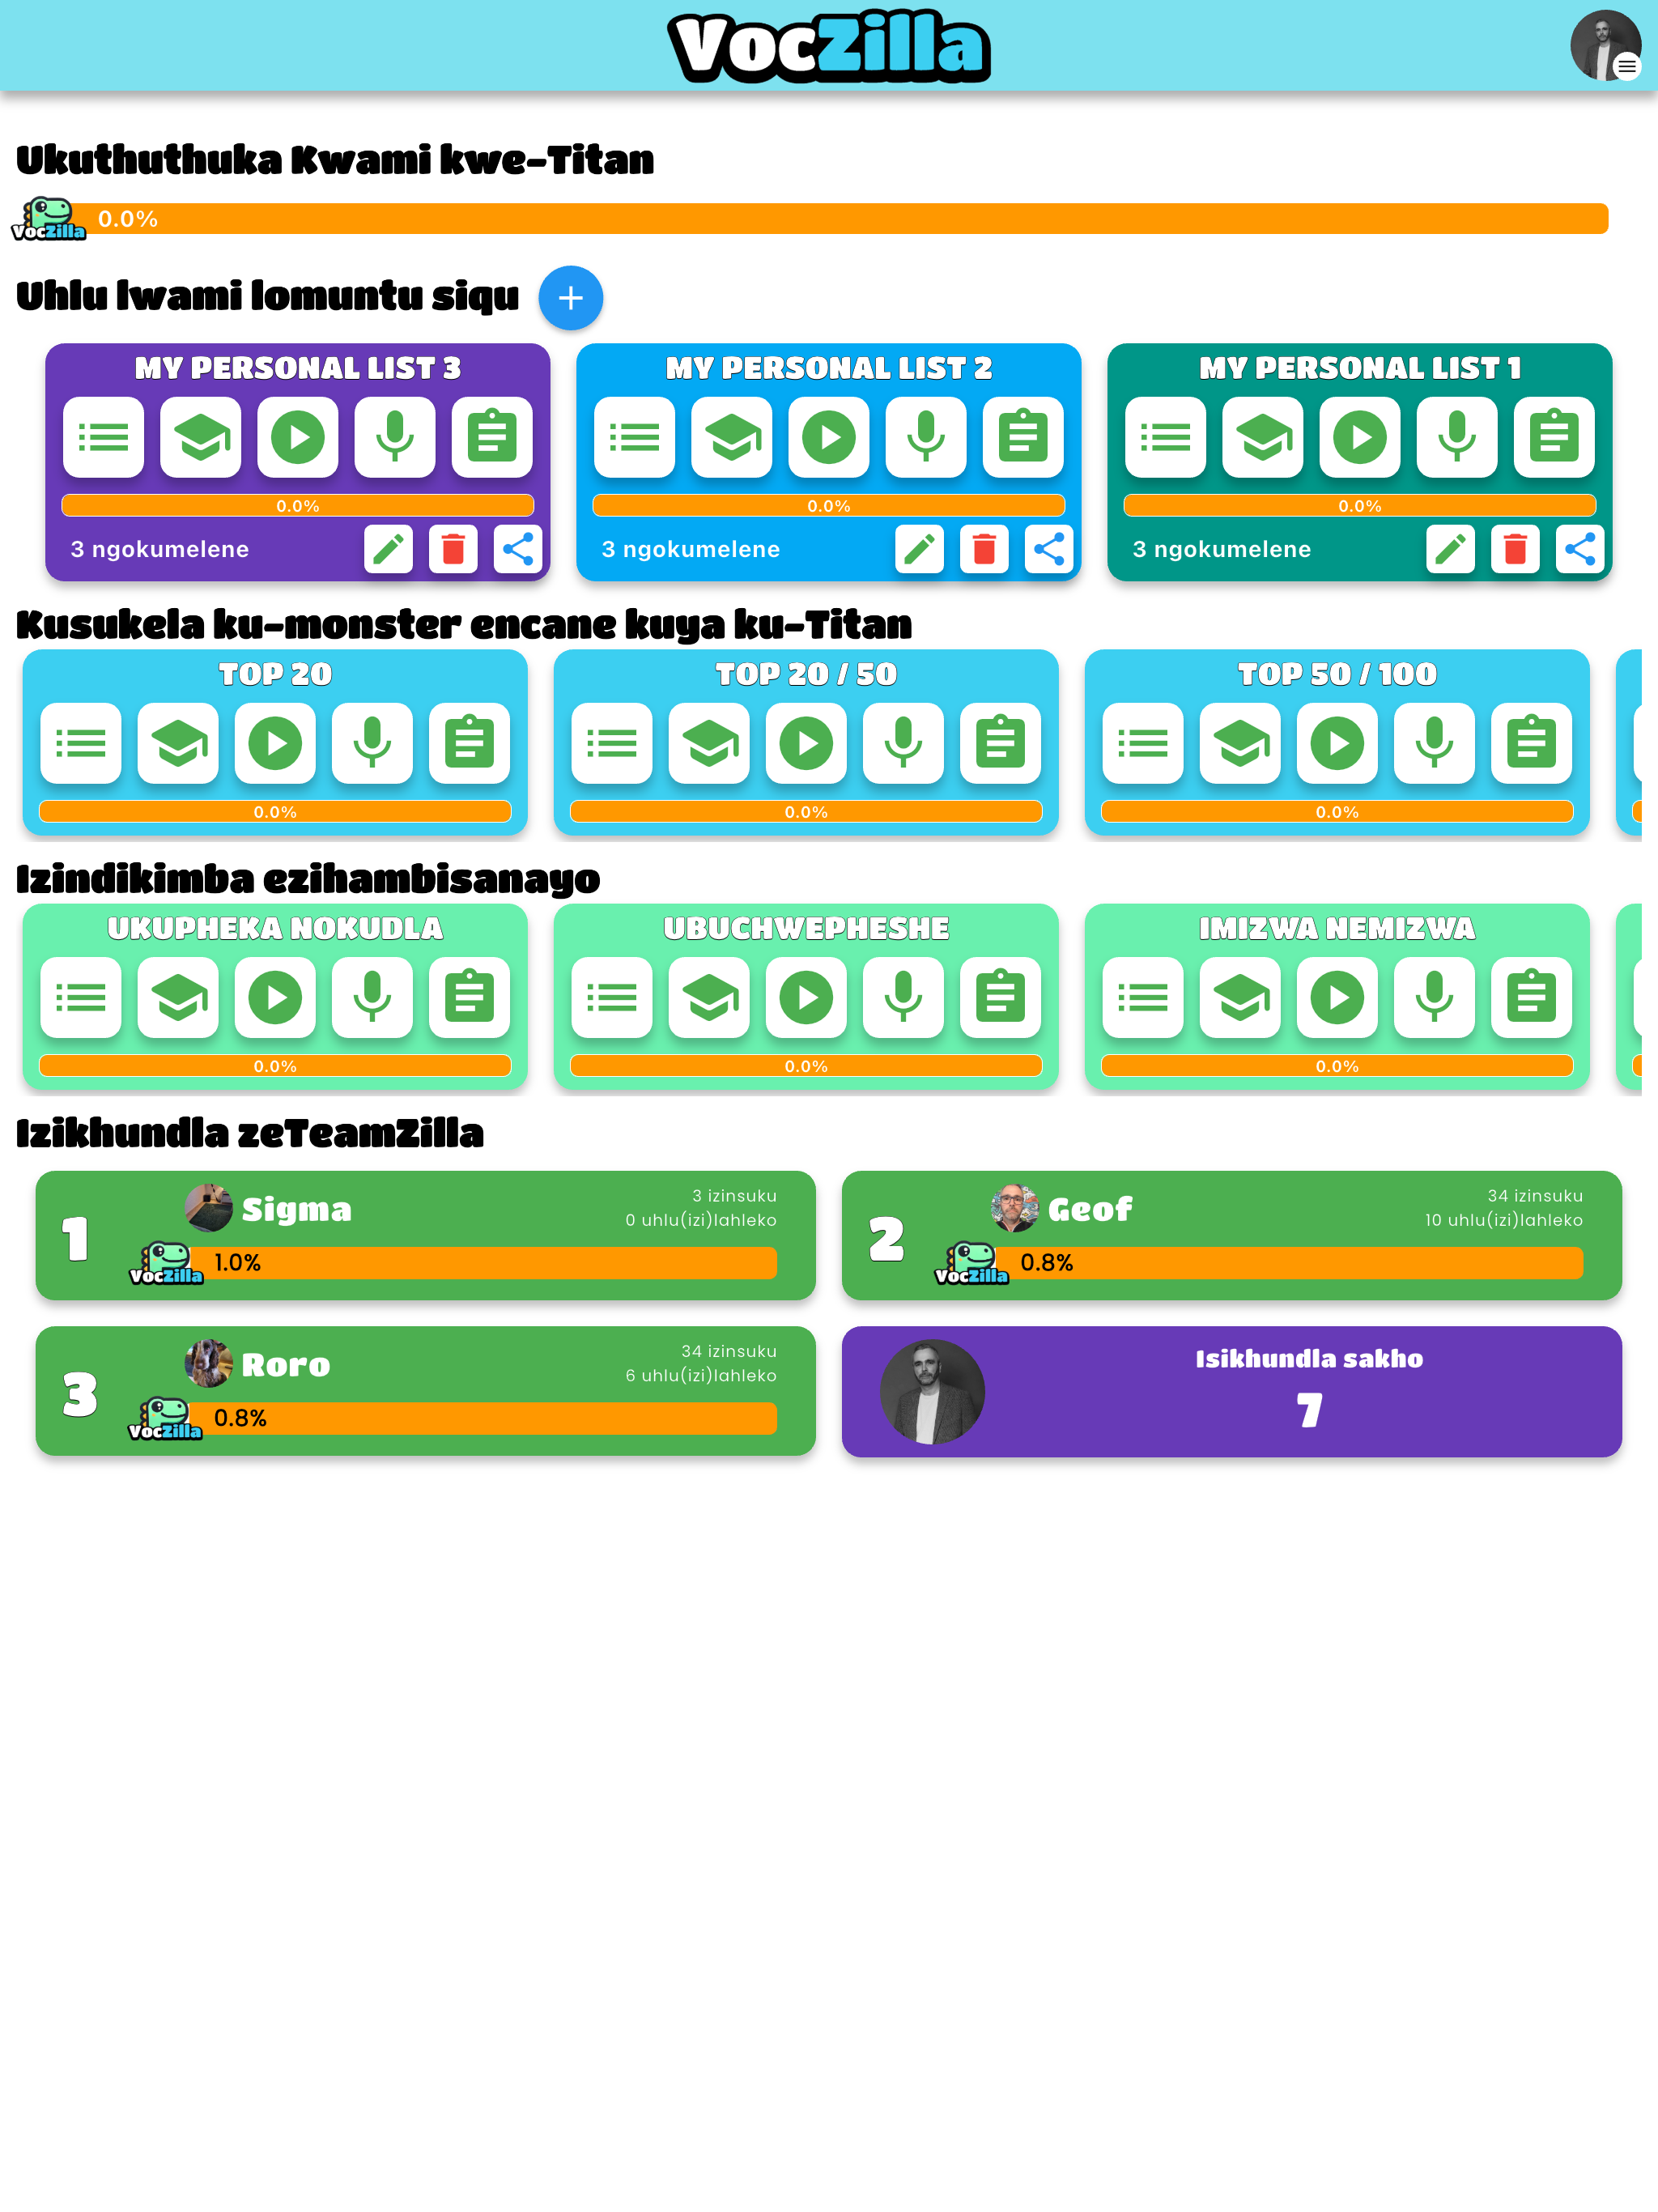 VocZilla
Ukuthuthuka Kwami kwe-Titan
VocZilla
0.0%
Uhlu lwami lomuntu siqu
MY PERSONAL LIST 3
0.0%
3 ngokumelene
MY PERSONAL LIST 2
0.0%
3 ngokumelene
MY PERSONAL LIST 1
0.0%
3 ngokumelene
Kusukela ku-monster encane kuya ku-Titan
TOP 20
0.0%
TOP 20 / 50
0.0%
TOP 50 / 100
0.0%
Izindikimba ezihambisanayo
UKUPHEKA NOKUDLA
0.0%
UBUCHWEPHESHE
0.0%
IMIZWA NEMIZWA
0.0%
Izikhundla zeTeamZilla
1
Sigma
3 izinsuku
0 uhlu(izi)lahleko
VocZilla
1.0%
2
Geof
34 izinsuku
10 uhlu(izi)lahleko
VocZilla
0.8%
3
Roro
34 izinsuku
6 uhlu(izi)lahleko
VocZilla
0.8%
Isikhundla sakho
7